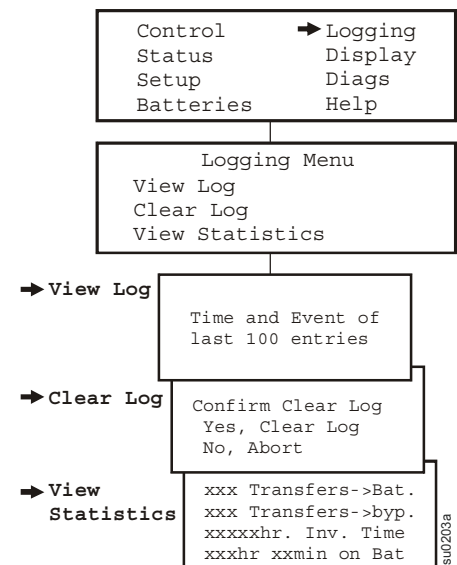 Control Logging
Status Display
Setup Diags
Batteries Help
Logging Menu
View Log
Clear Log
View Statistics
View Log
Time and Event of
last 100 entries
Clear Log
Confirm Clear Log
Yes, Clear Log
No, Abort
View
Statistics
xxx Transfers->Bat.
xxx Transfers->byp.
xxxxxhr. Inv. Time
xxxhr xxmin on Bat
su0203a